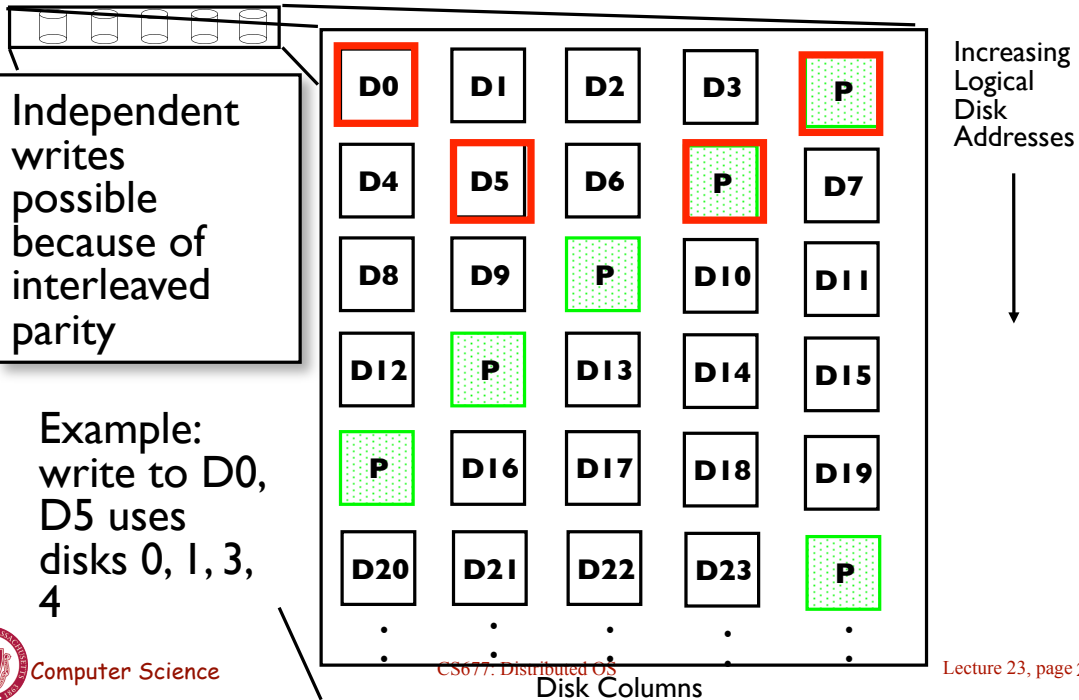 Independent
writes
possible
because of
interleaved
parity
Example:
write to D0,
D5 uses
disks 0, 1, 3,
4
D0 D1 D2 D3 P
D4 D5 D6 P D7
D8 D9 P D10 D11
D12 P D13 D14 D15
P D16 D17 D18 D19
D20 D21 D22 D23 P
Increasing
Logical
Disk
Addresses
Computer Science
CS677: Distributed OS
Lecture 23, page
Disk Columns